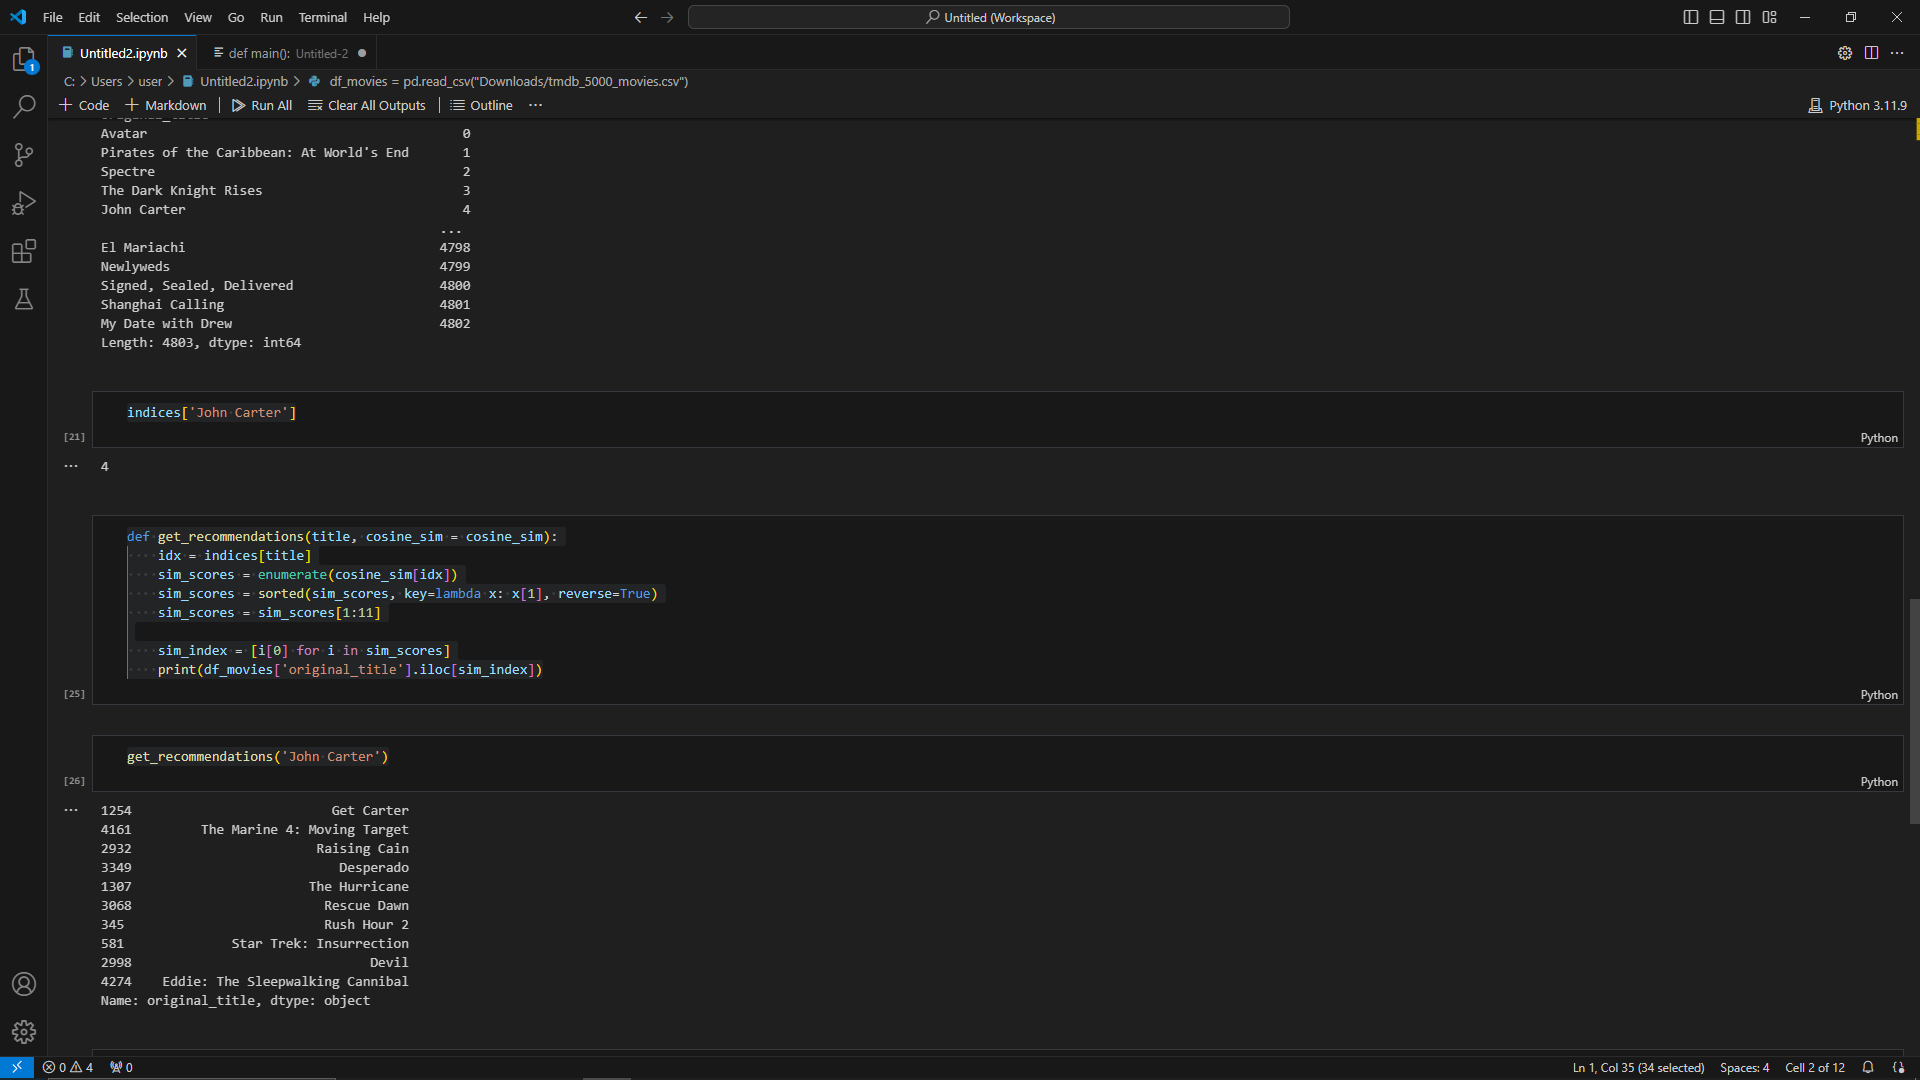 File Edit Selection View Go Run Terminal Help
Untitled (Workspace)
Untitled2.ipynb
def main(): Untitled-2
C: > Users > user > Untitled2.ipynb > df_movies = pd.read_csv("Downloads/tmdb_5000_movies.csv")
+ Code + Markdown Run All Clear All Outputs Outline ...
Python 3.11.9
Avatar 0
Pirates of the Caribbean: At World's End 1
Spectre 2
The Dark Knight Rises 3
John Carter 4
...
El Mariachi 4798
Newlyweds 4799
Signed, Sealed, Delivered 4800
Shanghai Calling 4801
My Date with Drew 4802
Length: 4803, dtype: int64
indices['John Carter']
[21]
Python
... 4
def get_recommendations(title, cosine_sim = cosine_sim):
    idx = indices[title]
    sim_scores = enumerate(cosine_sim[idx])
    sim_scores = sorted(sim_scores, key=lambda x: x[1], reverse=True)
    sim_scores = sim_scores[1:11]
    sim_index = [i[0] for i in sim_scores]
    print(df_movies['original_title'].iloc[sim_index])
[25]
Python
get_recommendations('John Carter')
[26]
Python
... 1254 Get Carter
4161 The Marine 4: Moving Target
2932 Raising Cain
3349 Desperado
1307 The Hurricane
3068 Rescue Dawn
345 Rush Hour 2
581 Star Trek: Insurrection
2998 Devil
4274 Eddie: The Sleepwalking Cannibal
Name: original_title, dtype: object
1
0 4 0
Ln 1, Col 35 (34 selected) Spaces: 4 Cell 2 of 12